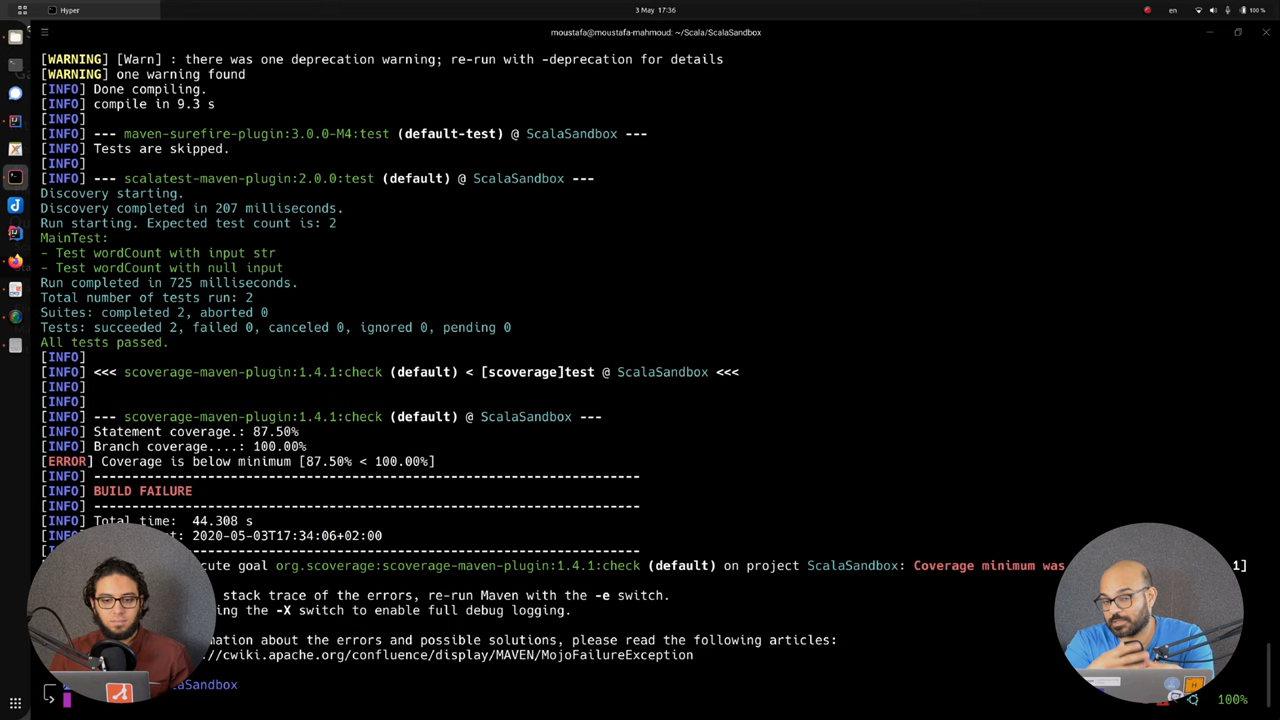 Hyper
3 May 17:36
en
100 %
moustafa@moustafa-mahmoud: ~/Scala/ScalaSandbox
[WARNING] [Warn] : there was one deprecation warning; re-run with -deprecation for details
[WARNING] one warning found
[INFO] Done compiling.
[INFO] compile in 9.3 s
[INFO]
[INFO] --- maven-surefire-plugin:3.0.0-M4:test (default-test) @ ScalaSandbox ---
[INFO] Tests are skipped.
[INFO]
[INFO] --- scalatest-maven-plugin:2.0.0:test (default) @ ScalaSandbox ---
Discovery starting.
Discovery completed in 207 milliseconds.
Run starting. Expected test count is: 2
MainTest:
- Test wordCount with input str
- Test wordCount with null input
Run completed in 725 milliseconds.
Total number of tests run: 2
Suites: completed 2, aborted 0
Tests: succeeded 2, failed 0, canceled 0, ignored 0, pending 0
All tests passed.
[INFO]
[INFO] <<< scoverage-maven-plugin:1.4.1:check (default) < [scoverage]test @ ScalaSandbox <<<
[INFO]
[INFO]
[INFO] --- scoverage-maven-plugin:1.4.1:check (default) @ ScalaSandbox ---
[INFO] Statement coverage.: 87.50%
[INFO] Branch coverage....: 100.00%
[ERROR] Coverage is below minimum [87.50% < 100.00%]
[INFO] ------------------------------------------------------------------------
[INFO] BUILD FAILURE
[INFO] ------------------------------------------------------------------------
[INFO] Total time: 44.308 s
2020-05-03T17:34:06+02:00
------------------------------------------------------------------------
cute goal org.scoverage:scoverage-maven-plugin:1.4.1:check (default) on project ScalaSandbox: Coverage minimum was 1]
stack trace of the errors, re-run Maven with the -e switch.
ing the -X switch to enable full debug logging.
mation about the errors and possible solutions, please read the following articles:
//cwiki.apache.org/confluence/display/MAVEN/MojoFailureException
calaSandbox
100%